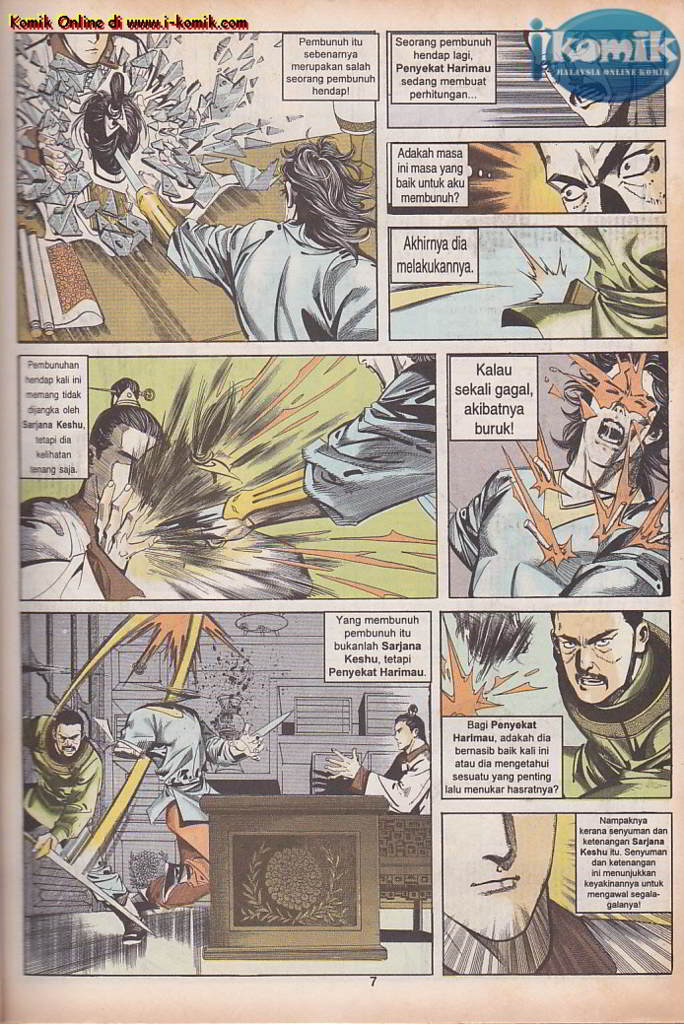 Komik Online di www.i-komik.com
ikomik
MALAYSIA ONLINE KOMIK
Pembunuh itu
sebenarnya
merupakan salah
seorang pembunuh
hendap!
Seorang pembunuh
hendap lagi,
Penyekat Harimau
sedang membuat
perhitungan...
Adakah masa
ini masa yang
baik untuk aku
membunuh?
Akhirnya dia
melakukannya.
Pembunuhan
hendap kali ini
memang tidak
dijangka oleh
Sarjana Keshu,
tetapi dia
kelihatan
tenang saja.
Kalau
sekali gagal,
akibatnya
buruk!
Yang membunuh
pembunuh itu
bukanlah Sarjana
Keshu, tetapi
Penyekat Harimau.
Bagi Penyekat
Harimau, adakah dia
bernasib baik kali ini
atau dia mengetahui
sesuatu yang penting
lalu menukar hasratnya?
Nampaknya
kerana senyuman dan
ketenangan Sarjana
Keshu itu. Senyuman
dan ketenangan
ini menunjukkan
keyakinannya untuk
mengawal segala-
galanya!
7